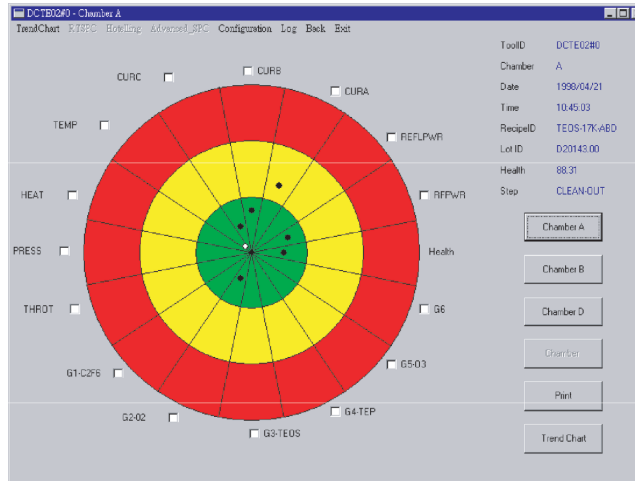 DCTE02#0 - Chamber A
TrendChart RTSPC Hotelling Advanced_SPC Configuration Log Back Exit
ToolID DCTE02#0
Chamber A
Date 1998/04/21
Time 10:45:03
RecipeID TEOS-17K-ABD
Lot ID D20143.00
Health 88.31
Step CLEAN-OUT
CURB
CURC
CURA
TEMP
REFLPWR
HEAT
RFPWR
PRESS
Health
THROT
G6
G1-C2F6
G5-O3
G2-O2
G4-TEP
G3-TEOS
Chamber A
Chamber B
Chamber D
Chamber
Print
Trend Chart